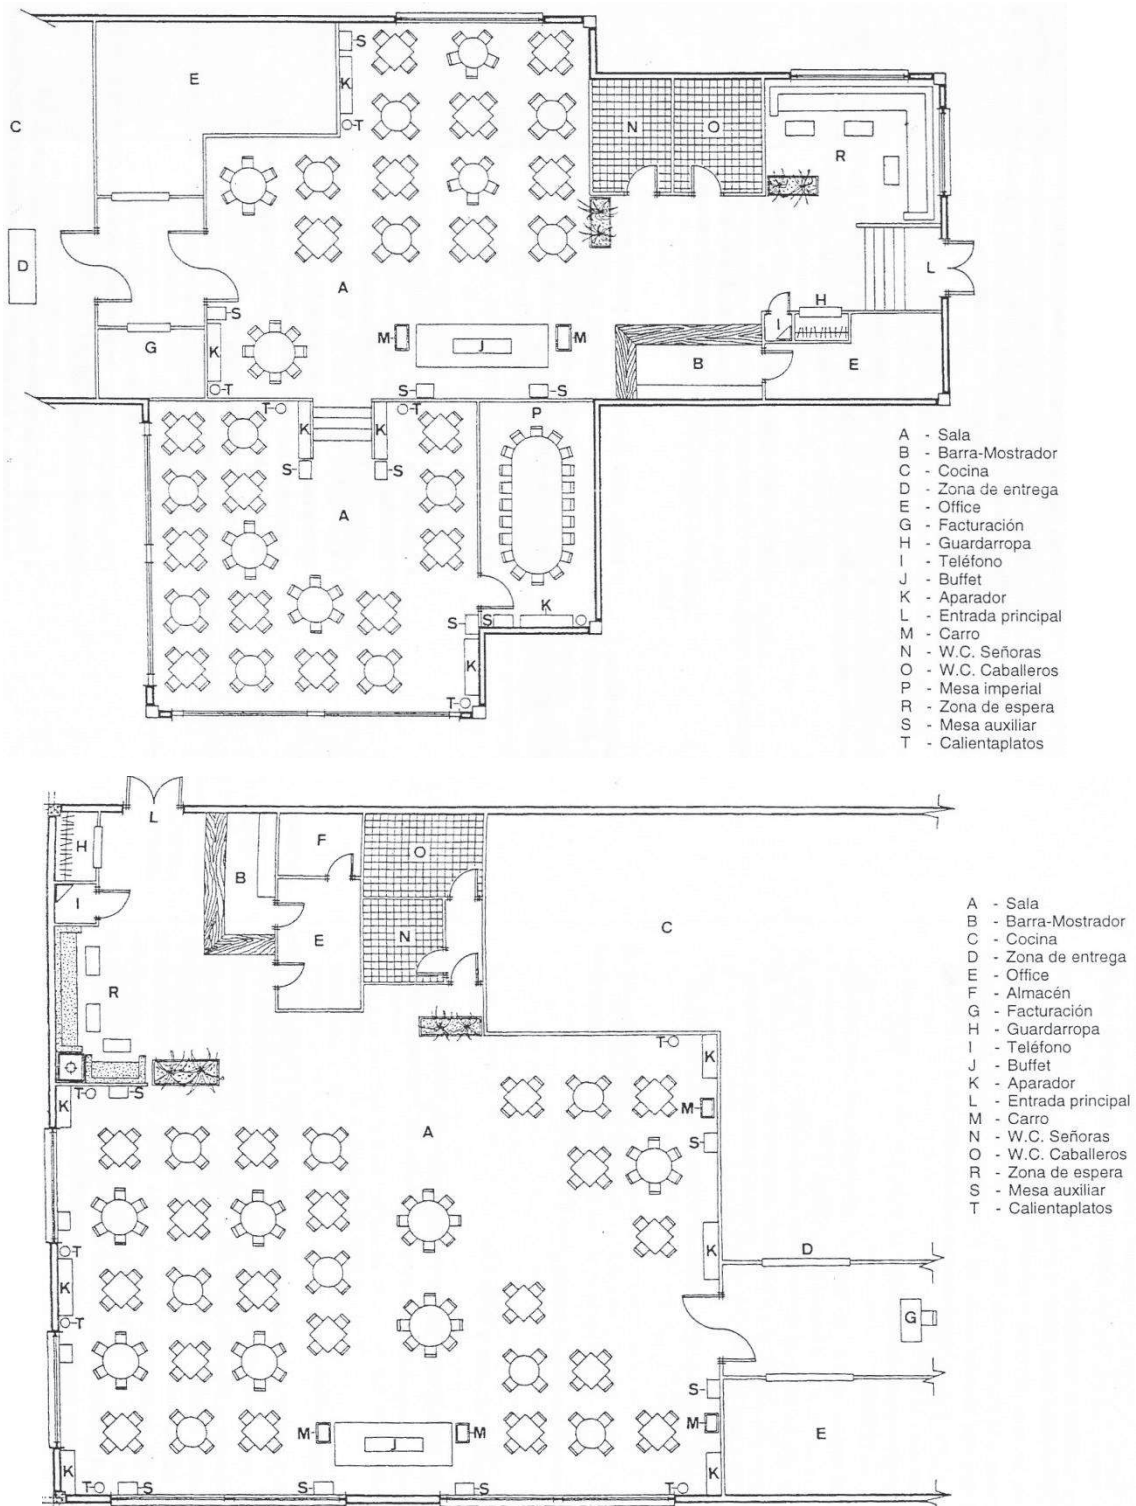 S
E
K
C
T
N
O
R
D
L
A
H
S
I
M
M
J
G
K
B
E
T
S
S
T
K
K
T
P
S
S
A
K
S
S
K
T
A - Sala
B - Barra-Mostrador
C - Cocina
D - Zona de entrega
E - Office
F - Facturación
G - Facturación
H - Guardarropa
I - Teléfono
J - Buffet
K - Aparador
L - Entrada principal
M - Carro
N - W.C. Señoras
O - W.C. Caballeros
P - Mesa imperial
R - Zona de espera
S - Mesa auxiliar
T - Calientaplatos
L
H
F
O
B
I
C
E
N
R
T
K
K
T
S
M
A
S
T
K
K
D
T
G
S
M
M
M
J
E
K
T
S
S
S
T
K
A - Sala
B - Barra-Mostrador
C - Cocina
D - Zona de entrega
E - Office
F - Almacén
G - Facturación
H - Guardarropa
I - Teléfono
J - Buffet
K - Aparador
L - Entrada principal
M - Carro
N - W.C. Señoras
O - W.C. Caballeros
R - Zona de espera
S - Mesa auxiliar
T - Calientaplatos